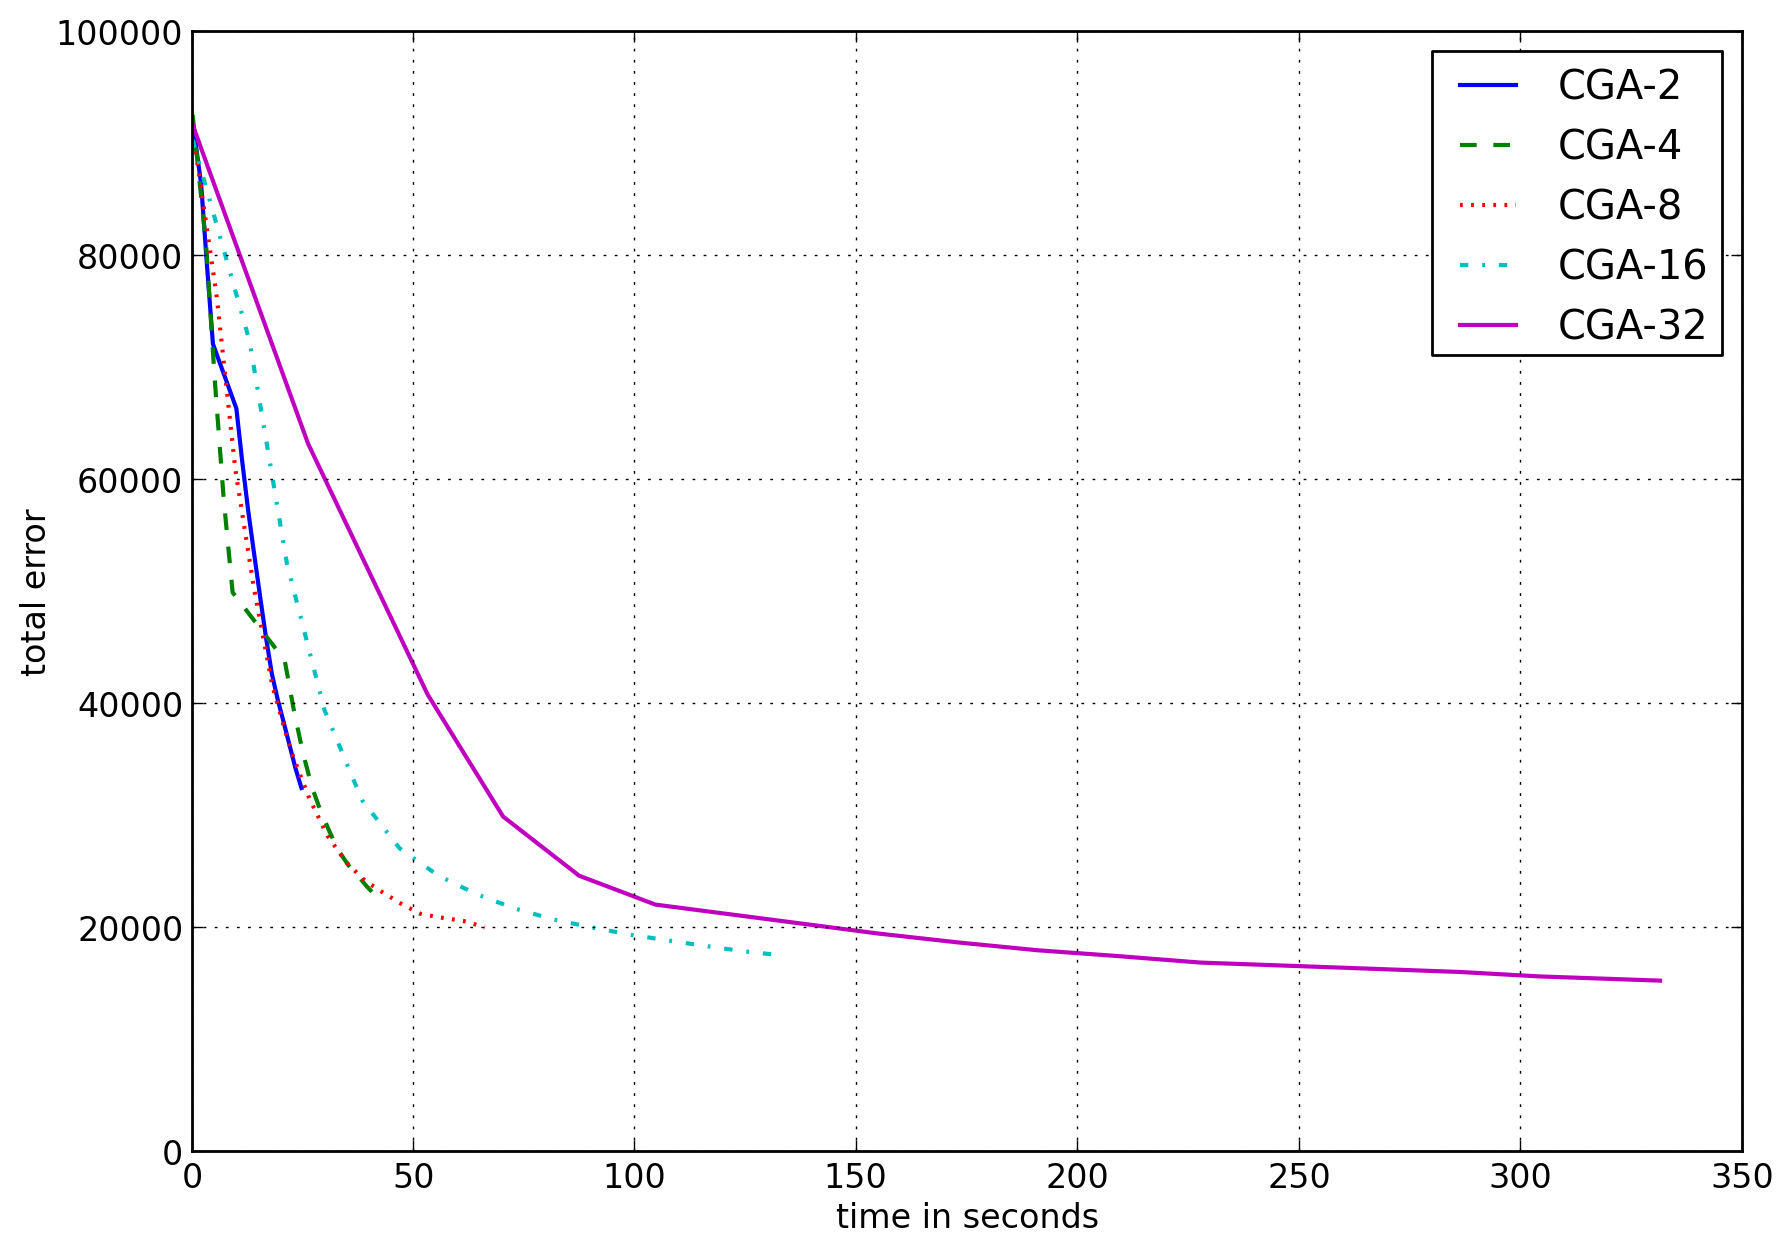 100000
80000
60000
40000
20000
0
total error
0 50 100 150 200 250 300 350
time in seconds
CGA-2
CGA-4
CGA-8
CGA-16
CGA-32